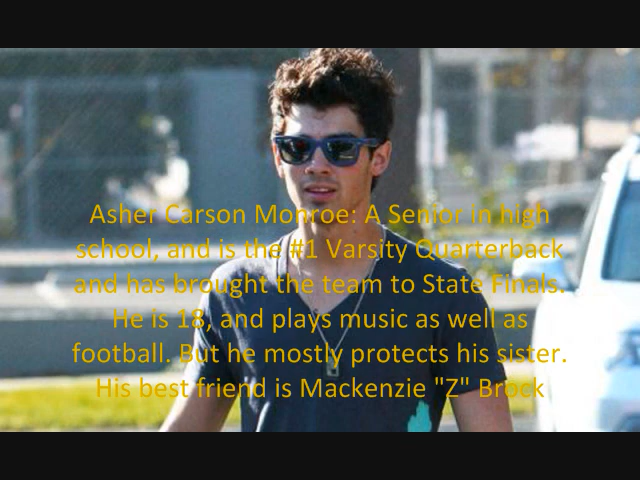 Asher Carson Monroe: A Senior in high
school, and is the #1 Varsity Quarterback
and has brought the team to State Finals.
He is 18, and plays music as well as
football. But he mostly protects his sister.
His best friend is Mackenzie "Z" Brock